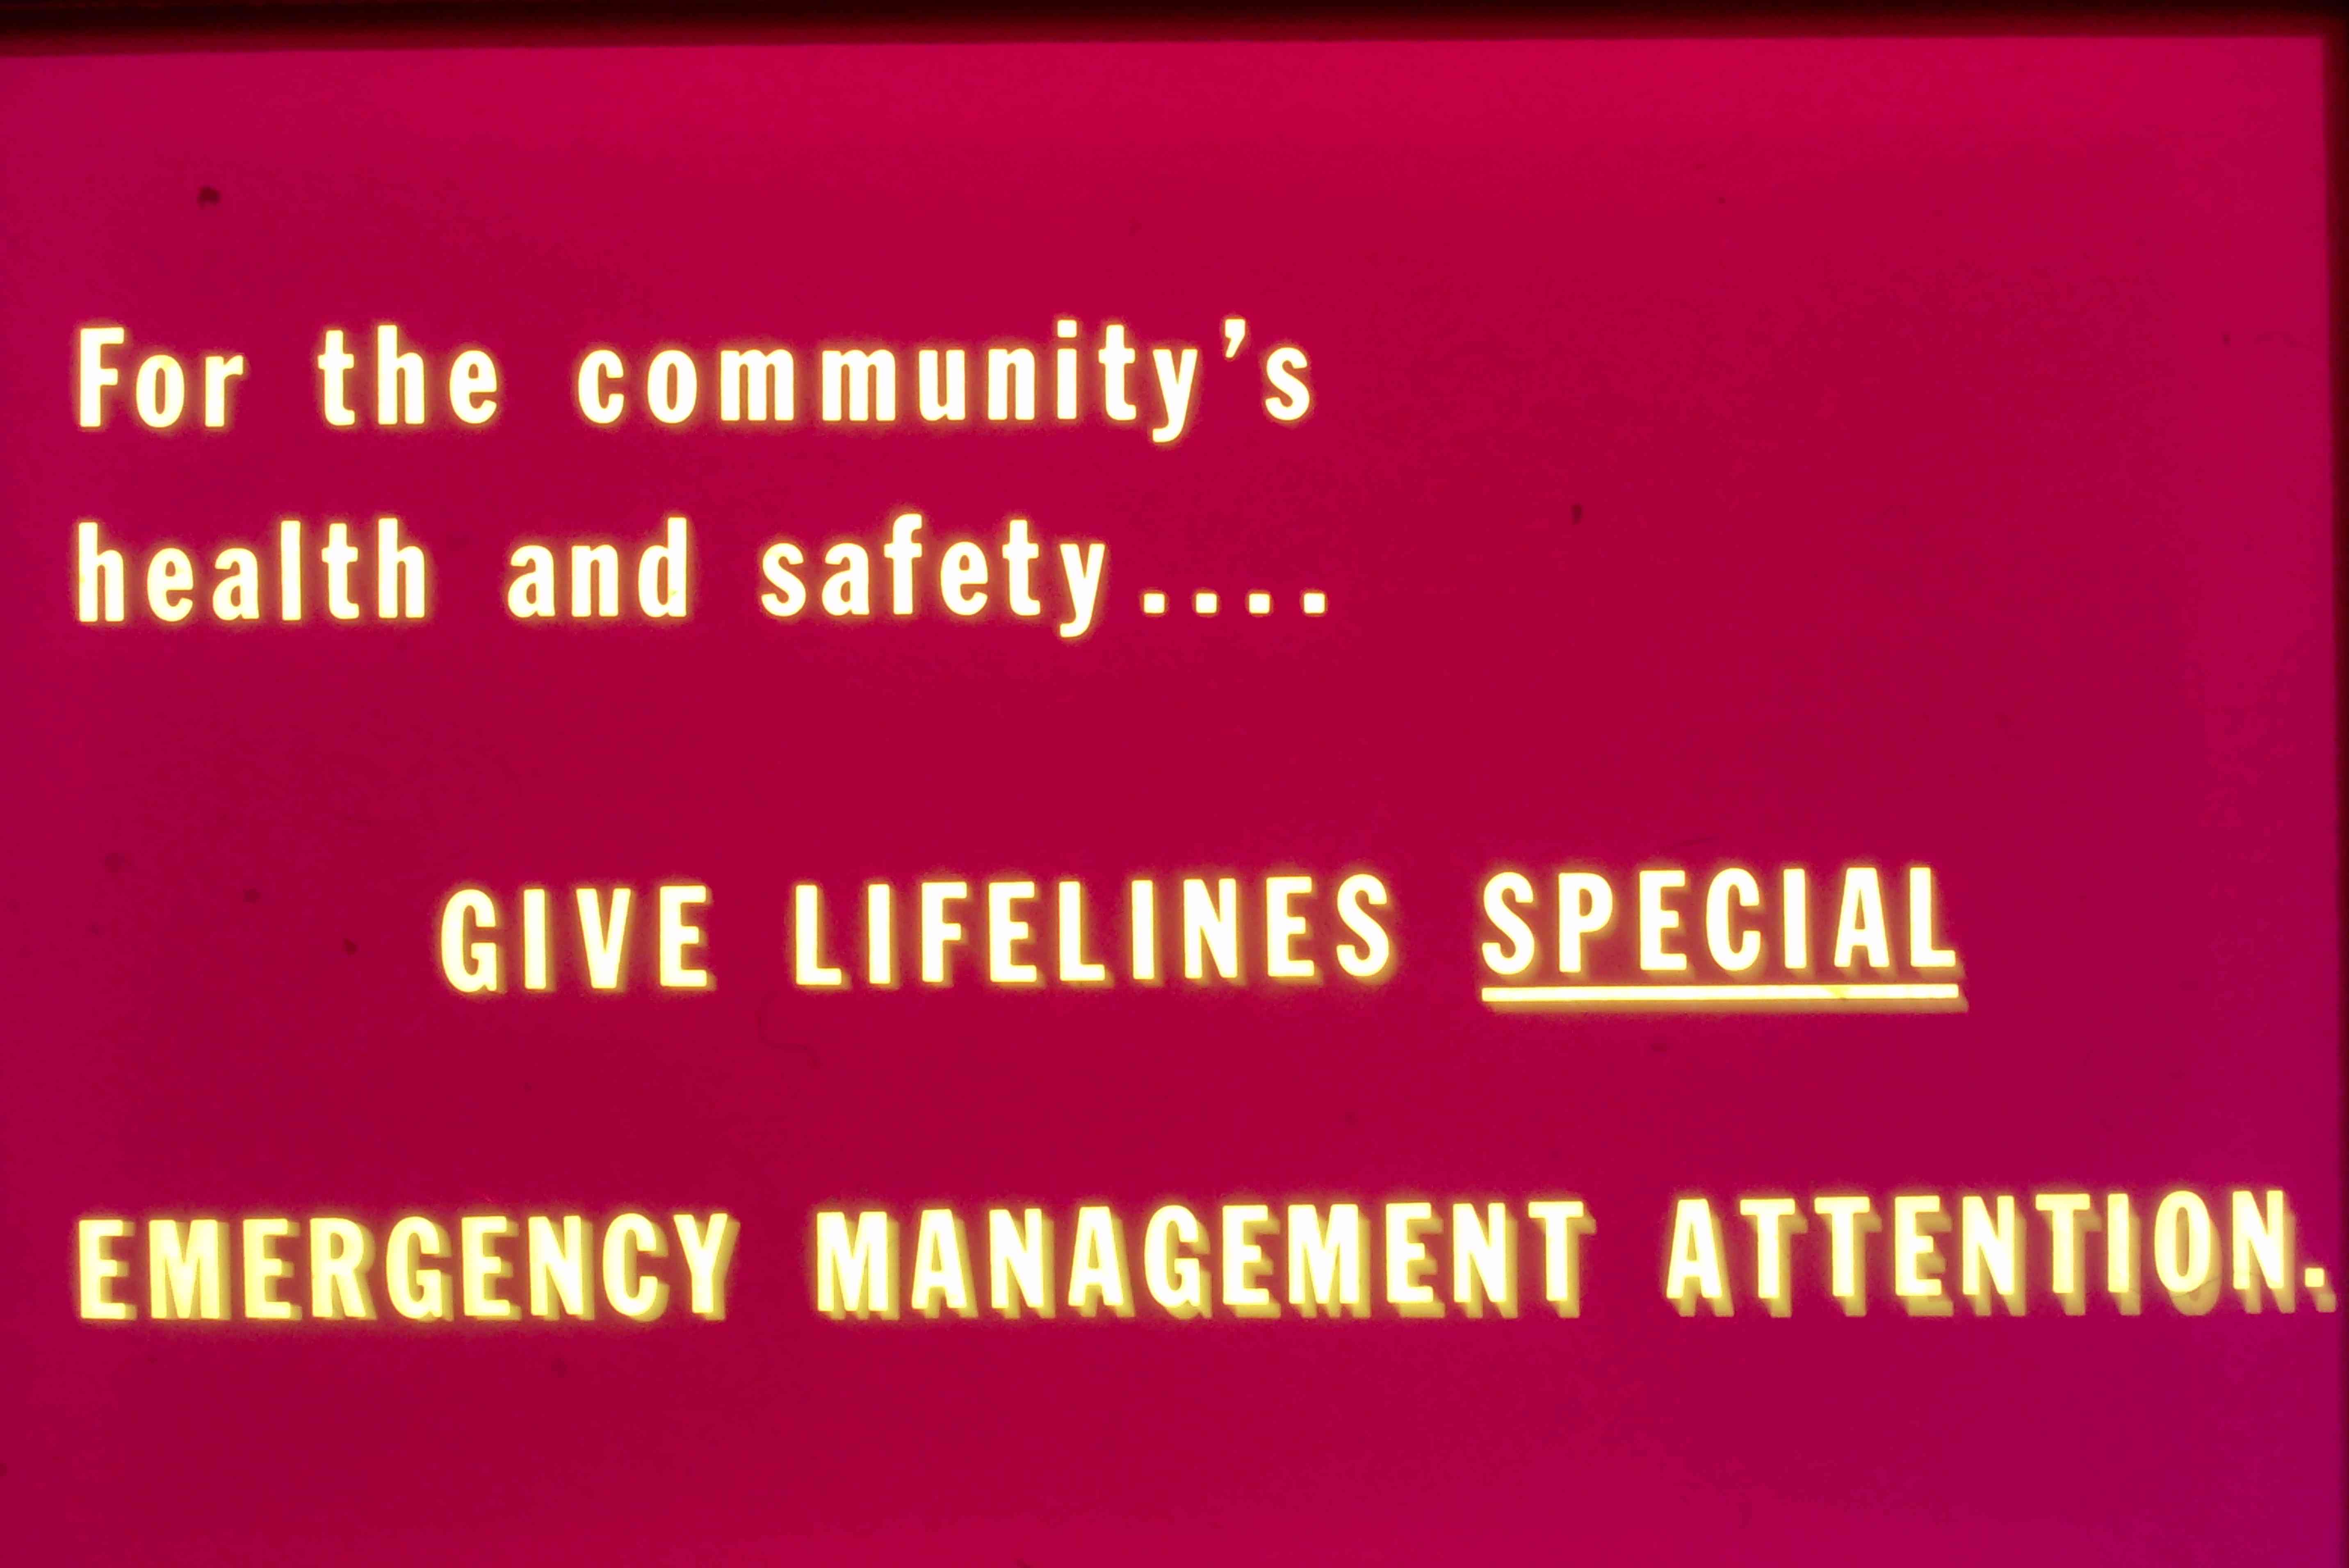 For the community’s
health and safety....
GIVE LIFELINES SPECIAL
EMERGENCY MANAGEMENT ATTENTION.